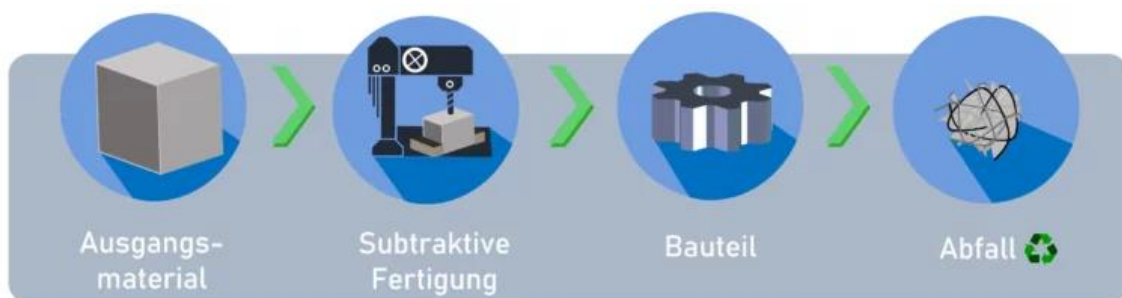 Ausgangs-
material
Subtraktive
Fertigung
Bauteil
Abfall